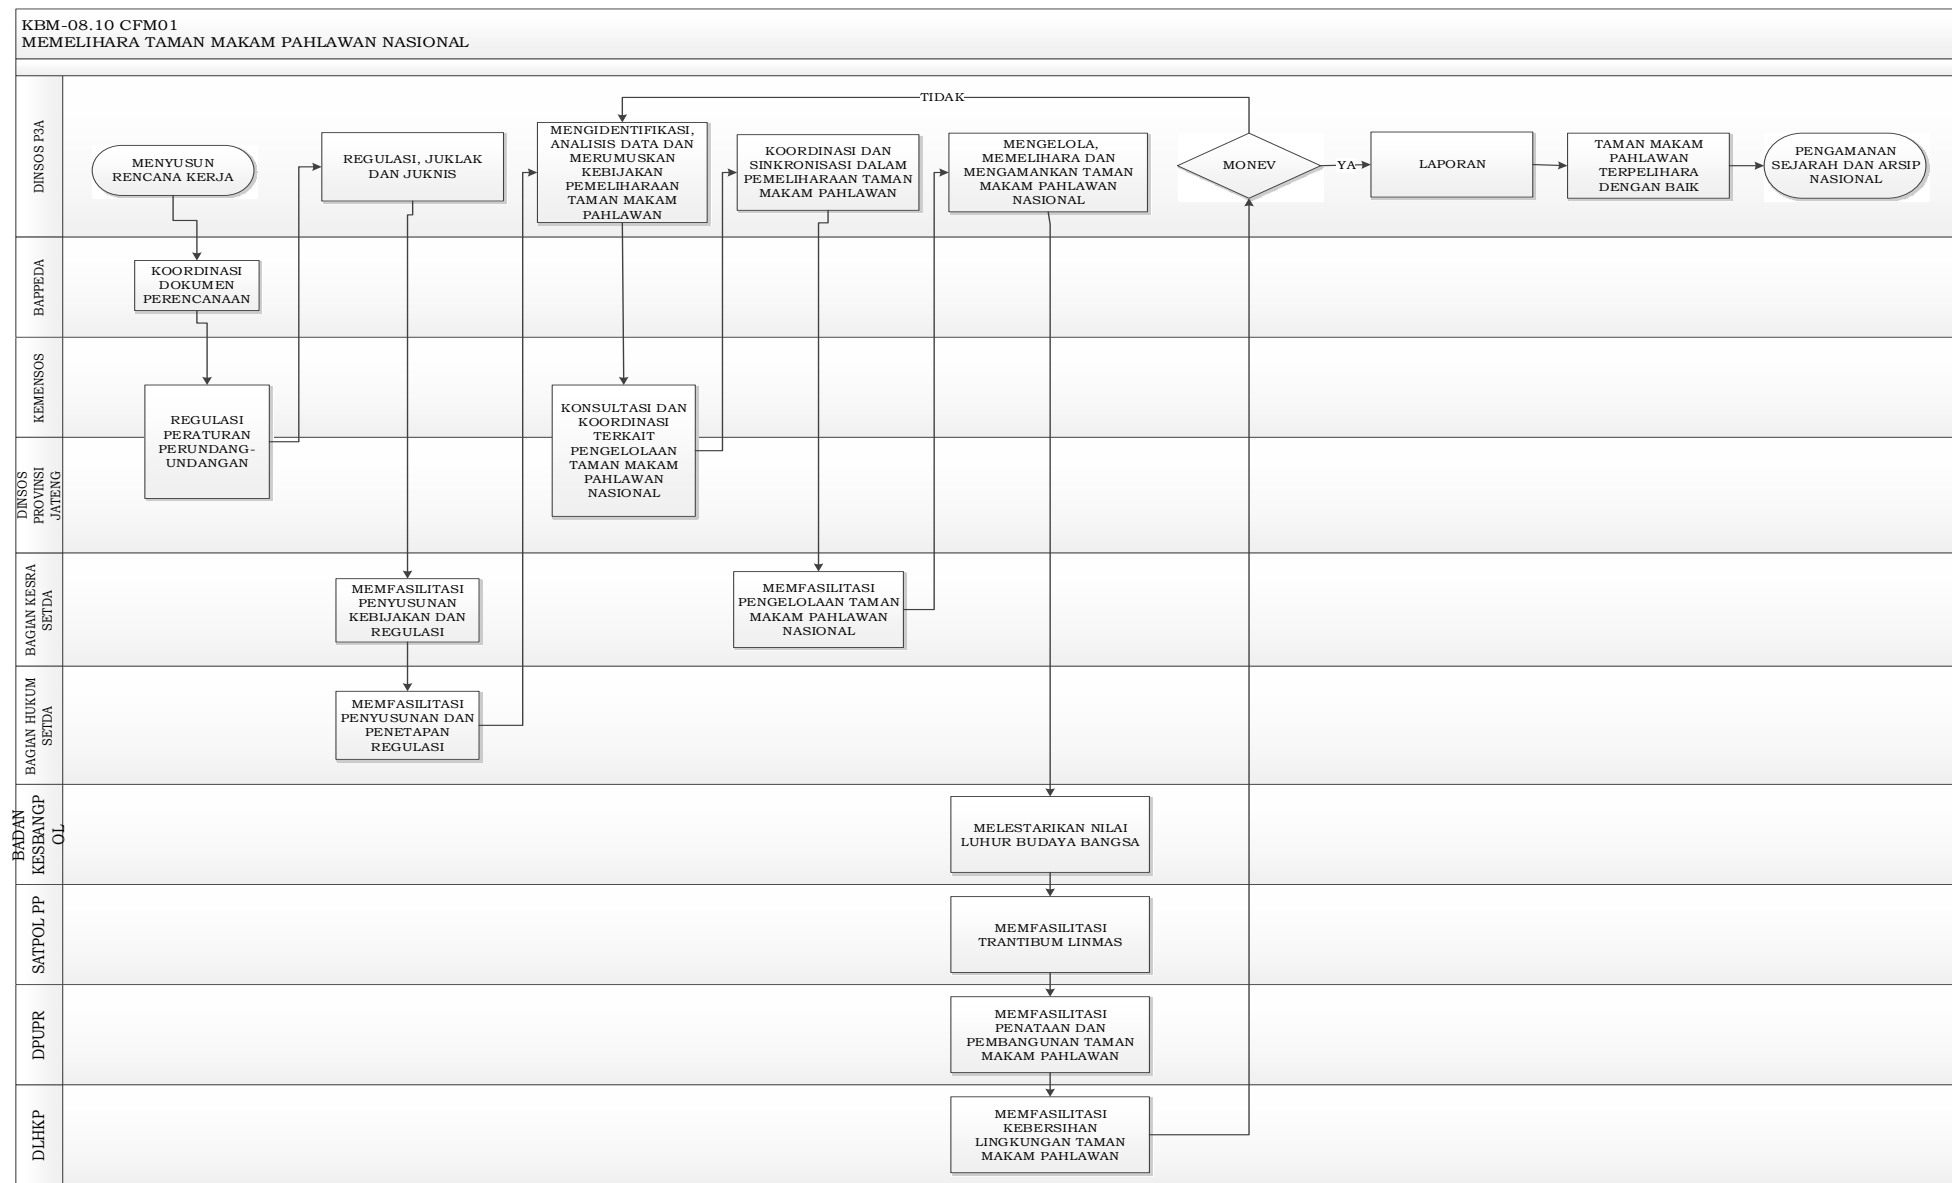 KBM-08.10 CFM01
MEMELIHARA TAMAN MAKAM PAHLAWAN NASIONAL
DINSOS P3A
TIDAK
MENYUSUN
RENCANA KERJA
REGULASI, JUKLAK
DAN JUKNIS
MENGIDENTIFIKASI,
ANALISIS DATA DAN
MERUMUSKAN
KEBIJAKAN
PEMELIHARAAN
TAMAN MAKAM
PAHLAWAN
KOORDINASI DAN
SINKRONISASI DALAM
PEMELIHARAAN TAMAN
MAKAM PAHLAWAN
MENGELOLA,
MEMELIHARA DAN
MENGAMANKAN TAMAN
MAKAM PAHLAWAN
NASIONAL
MONEV
YA
LAPORAN
TAMAN MAKAM
PAHLAWAN
TERPELIHARA
DENGAN BAIK
PENGAMANAN
SEJARAH DAN ARSIP
NASIONAL
BAPPEDA
KOORDINASI
DOKUMEN
PERENCANAAN
KEMENSOS
REGULASI
PERATURAN
PERUNDANG-
UNDANGAN
KONSULTASI DAN
KOORDINASI
TERKAIT
PENGELOLAAN
TAMAN MAKAM
PAHLAWAN
NASIONAL
DINSOS
PROVINSI
JATENG
BAGIAN KESRA
SETDA
MEMFASILITASI
PENYUSUNAN
KEBIJAKAN DAN
REGULASI
MEMFASILITASI
PENGELOLAAN TAMAN
MAKAM PAHLAWAN
NASIONAL
BAGIAN HUKUM
SETDA
MEMFASILITASI
PENYUSUNAN DAN
PENETAPAN
REGULASI
BADAN
KESBANGP
OL
MELESTARIKAN NILAI
LUHUR BUDAYA BANGSA
SATPOL PP
MEMFASILITASI
TRANTIBUM LINMAS
DPUPR
MEMFASILITASI
PENATAAN DAN
PEMBANGUNAN TAMAN
MAKAM PAHLAWAN
DLHKP
MEMFASILITASI
KEBERSIHAN
LINGKUNGAN TAMAN
MAKAM PAHLAWAN